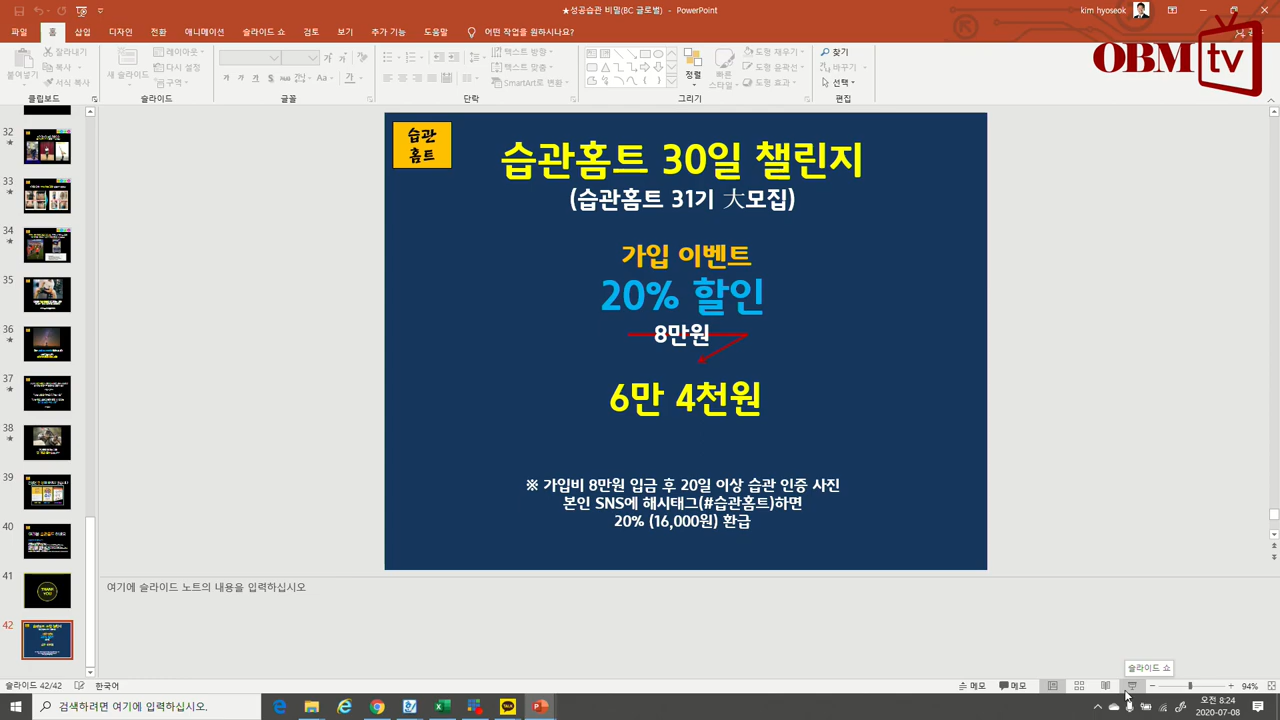 ★성공습관 비밀(BC 글로벌) - PowerPoint
kim hyoseok
파일 홈 삽입 디자인 전환 애니메이션 슬라이드 쇼 검토 보기 추가 기능 도움말 어떤 작업을 원하시나요?
OBM tv
붙여넣기
잘라내기
복사
서식 복사
클립보드
새 슬라이드
레이아웃
다시 설정
구역
슬라이드
글꼴
텍스트 방향
텍스트 맞춤
SmartArt로 변환
단락
정렬
빠른 스타일
도형 채우기
도형 윤곽선
도형 효과
그리기
찾기
바꾸기
선택
편집
32
33
34
35
36
37
38
39
40
41
THANK YOU
42
습관
홈트
습관홈트 30일 챌린지
(습관홈트 31기 大모집)
가입 이벤트
20% 할인
8만원
6만 4천원
※ 가입비 8만원 입금 후 20일 이상 습관 인증 사진
본인 SNS에 해시태그(#습관홈트)하면
20% (16,000원) 환급
여기에 슬라이드 노트의 내용을 입력하십시오
슬라이드 쇼
슬라이드 42/42 한국어 메모 메모 94%
검색하려면 여기에 입력하십시오.
오전 8:24
2020-07-08